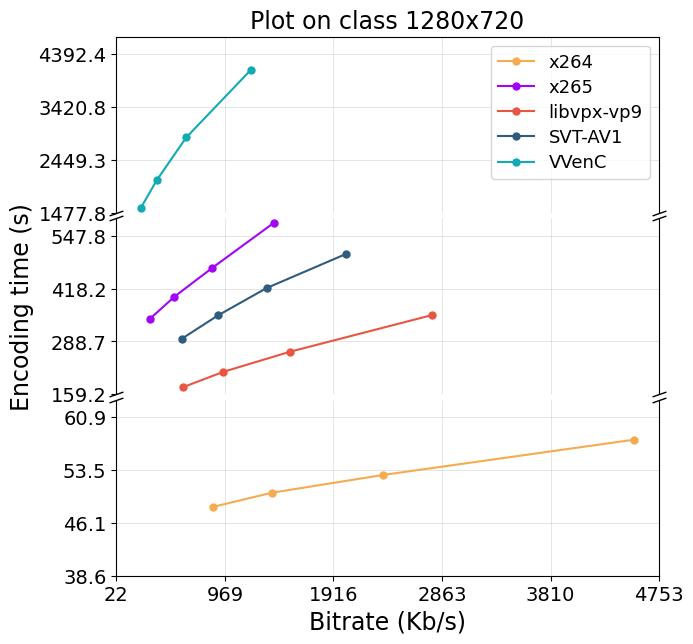 Plot on class 1280x720
4392.4
3420.8
2449.3
1477.8
547.8
418.2
288.7
159.2
60.9
53.5
46.1
38.6
Encoding time (s)
x264
x265
libvpx-vp9
SVT-AV1
VVenC
22 969 1916 2863 3810 4753
Bitrate (Kb/s)